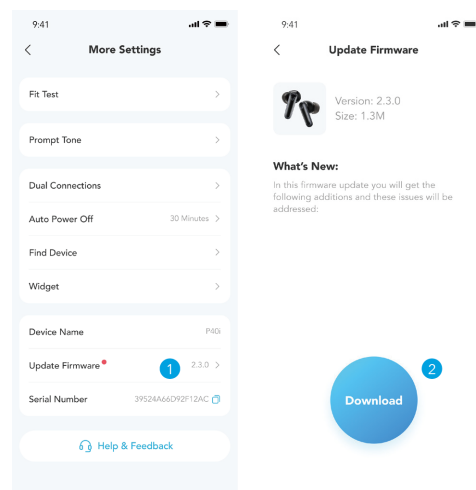 9:41
More Settings
Fit Test
Prompt Tone
Dual Connections
Auto Power Off 30 Minutes
Find Device
Widget
Device Name P40i
Update Firmware 1 2.3.0
Serial Number 39524A66D92F12AC
Help & Feedback
9:41
Update Firmware
Version: 2.3.0
Size: 1.3M
What's New:
In this firmware update you will get the
following additions and these issues will be
addressed:
2
Download